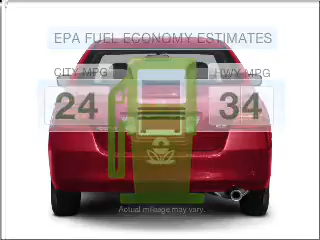 EPA FUEL ECONOMY ESTIMATES
CITY MPG
HWY MPG
24
34
Actual mileage may vary.